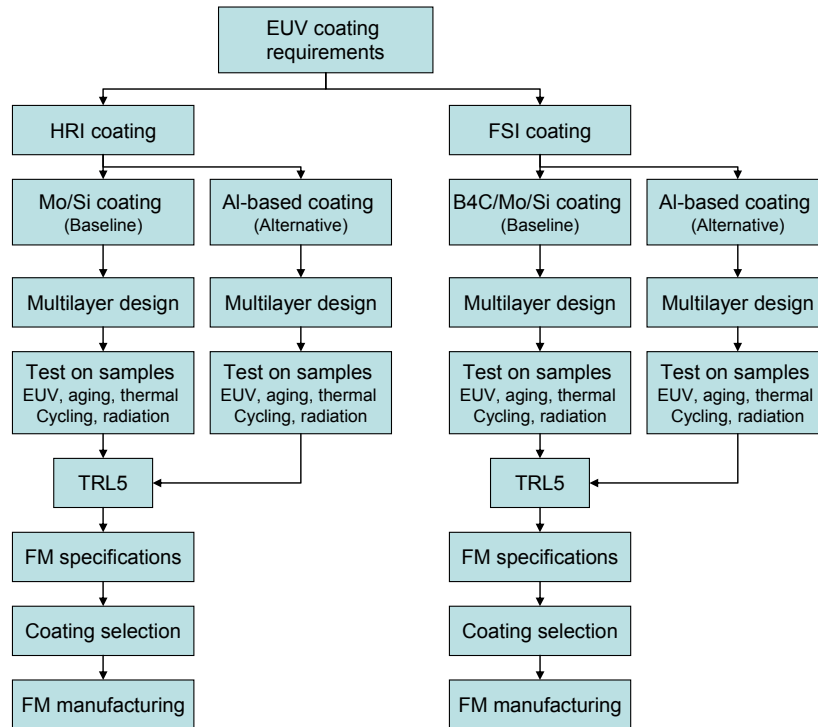 EUV coating
requirements
HRI coating
FSI coating
Mo/Si coating
(Baseline)
Al-based coating
(Alternative)
B4C/Mo/Si coating
(Baseline)
Al-based coating
(Alternative)
Multilayer design
Multilayer design
Multilayer design
Multilayer design
Test on samples
EUV, aging, thermal
Cycling, radiation
Test on samples
EUV, aging, thermal
Cycling, radiation
Test on samples
EUV, aging, thermal
Cycling, radiation
Test on samples
EUV, aging, thermal
Cycling, radiation
TRL5
TRL5
FM specifications
FM specifications
Coating selection
Coating selection
FM manufacturing
FM manufacturing